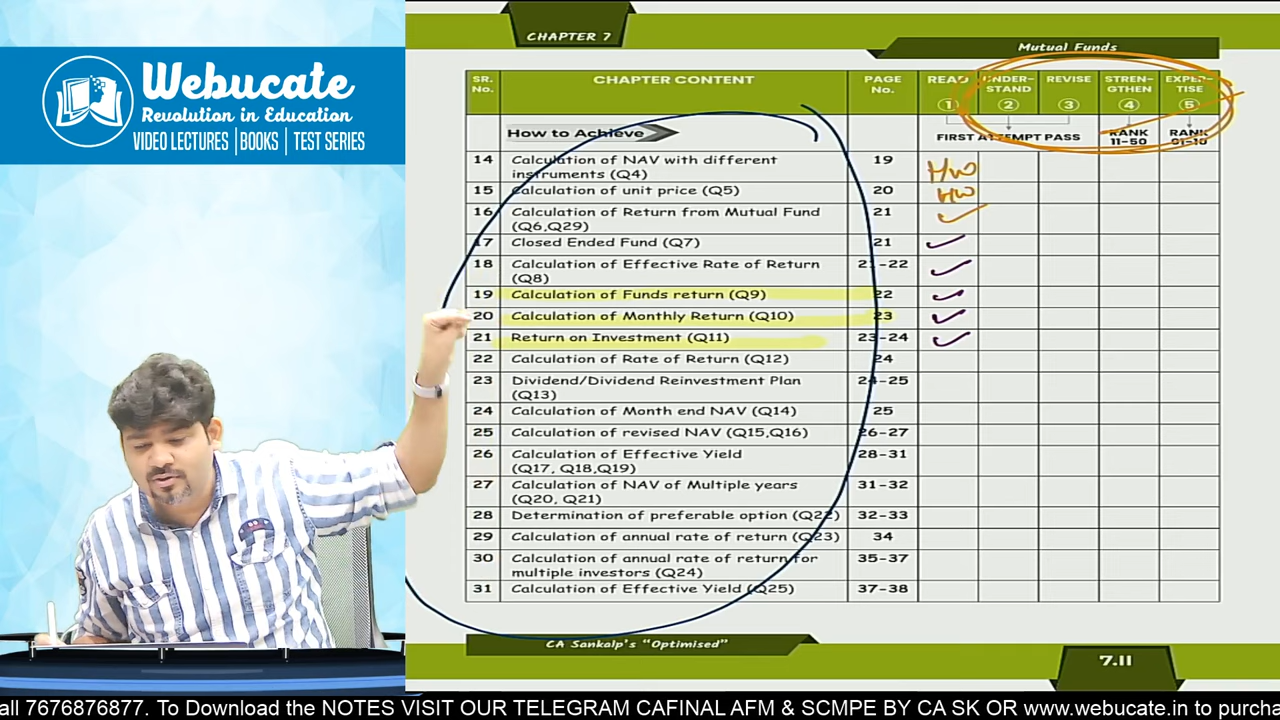 Webucate
Revolution in Education
VIDEO LECTURES | BOOKS | TEST SERIES
CHAPTER 7
Mutual Funds
SR. No. CHAPTER CONTENT PAGE No. READ 1 UNDER-STAND 2 REVISE 3 STREN-GTHEN 4 EXPER-TISE 5
How to Achieve FIRST ATTEMPT PASS RANK 11-50 RANK
14 Calculation of NAV with different 19 HW
instruments (Q4)
15 Calculation of unit price (Q5) 20 HW
16 Calculation of Return from Mutual Fund 21
(Q6,Q29)
17 Closed Ended Fund (Q7) 21
18 Calculation of Effective Rate of Return 21-22
(Q8)
19 Calculation of Funds return (Q9) 22
20 Calculation of Monthly Return (Q10) 23
21 Return on Investment (Q11) 23-24
22 Calculation of Rate of Return (Q12) 24
23 Dividend/Dividend Reinvestment Plan 24-25
(Q13)
24 Calculation of Month end NAV (Q14) 25
25 Calculation of revised NAV (Q15,Q16) 26-27
26 Calculation of Effective Yield 28-31
(Q17, Q18,Q19)
27 Calculation of NAV of Multiple years 31-32
(Q20, Q21)
28 Determination of preferable option (Q22) 32-33
29 Calculation of annual rate of return (Q23) 34
30 Calculation of annual rate of return for 35-37
multiple investors (Q24)
31 Calculation of Effective Yield (Q25) 37-38
CA Sankalp's "Optimised"
7.11
all 7676876877. To Download the NOTES VISIT OUR TELEGRAM CAFINAL AFM & SCMPE BY CA SK OR www.webucate.in to purcha